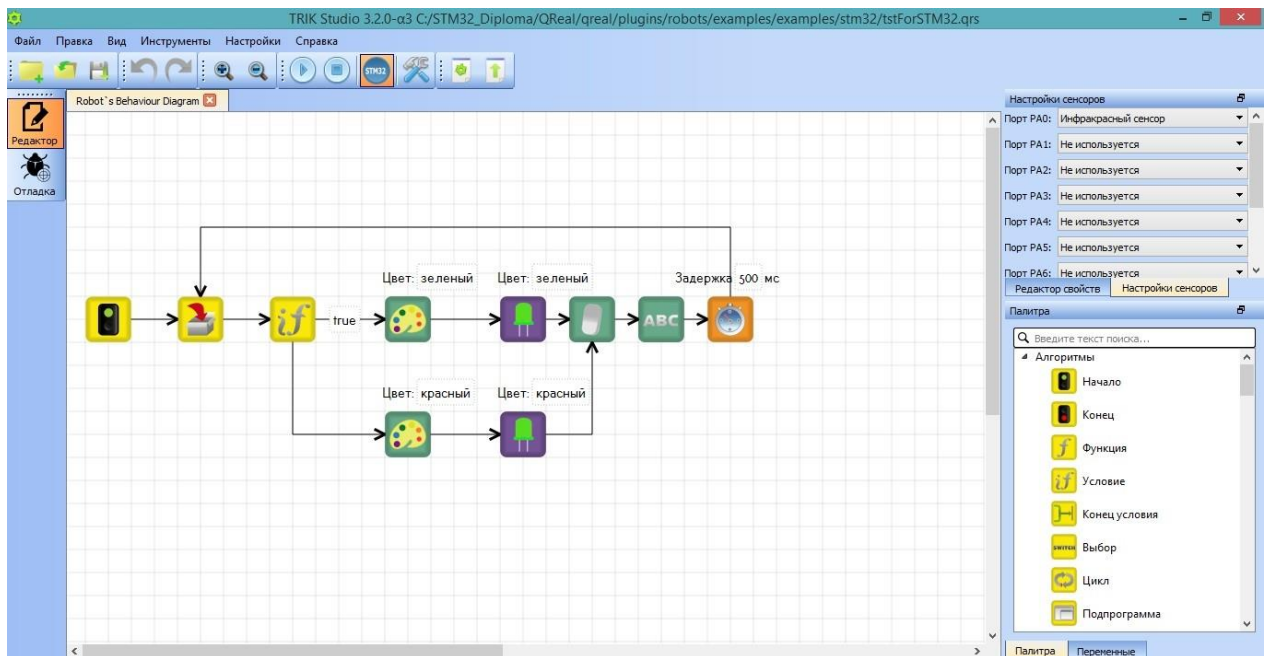 TRIK Studio 3.2.0-α3 C:/STM32_Diploma/QReal/qreal/plugins/robots/examples/examples/stm32/tstForSTM32.qrs
Файл Правка Вид Инструменты Настройки Справка
STM32
Robot`s Behaviour Diagram
Редактор
Отладка
Цвет: зеленый Цвет: зеленый Задержка 500 мс
if true ABC
Цвет: красный Цвет: красный
Настройки сенсоров
Порт PA0: Инфракрасный сенсор
Порт PA1: Не используется
Порт PA2: Не используется
Порт PA3: Не используется
Порт PA4: Не используется
Порт PA5: Не используется
Порт PA6: Не используется
Редактор свойств Настройки сенсоров
Палитра
Введите текст поиска...
Алгоритмы
Начало
Конец
f Функция
if Условие
Конец условия
SWITCH Выбор
Цикл
Подпрограмма
Палитра Переменные